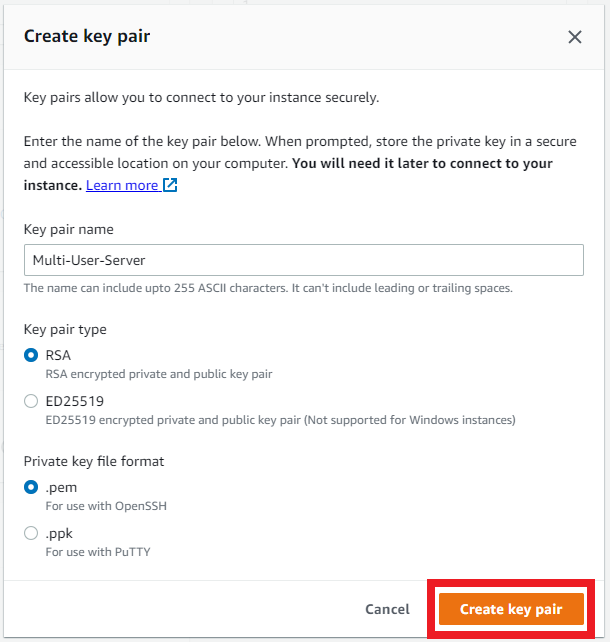 Create key pair
Key pairs allow you to connect to your instance securely.
Enter the name of the key pair below. When prompted, store the private key in a secure
and accessible location on your computer. You will need it later to connect to your
instance. Learn more
Key pair name
Multi-User-Server
The name can include upto 255 ASCII characters. It can't include leading or trailing spaces.
Key pair type
RSA
RSA encrypted private and public key pair
ED25519
ED25519 encrypted private and public key pair (Not supported for Windows instances)
Private key file format
.pem
For use with OpenSSH
.ppk
For use with PuTTY
Cancel
Create key pair